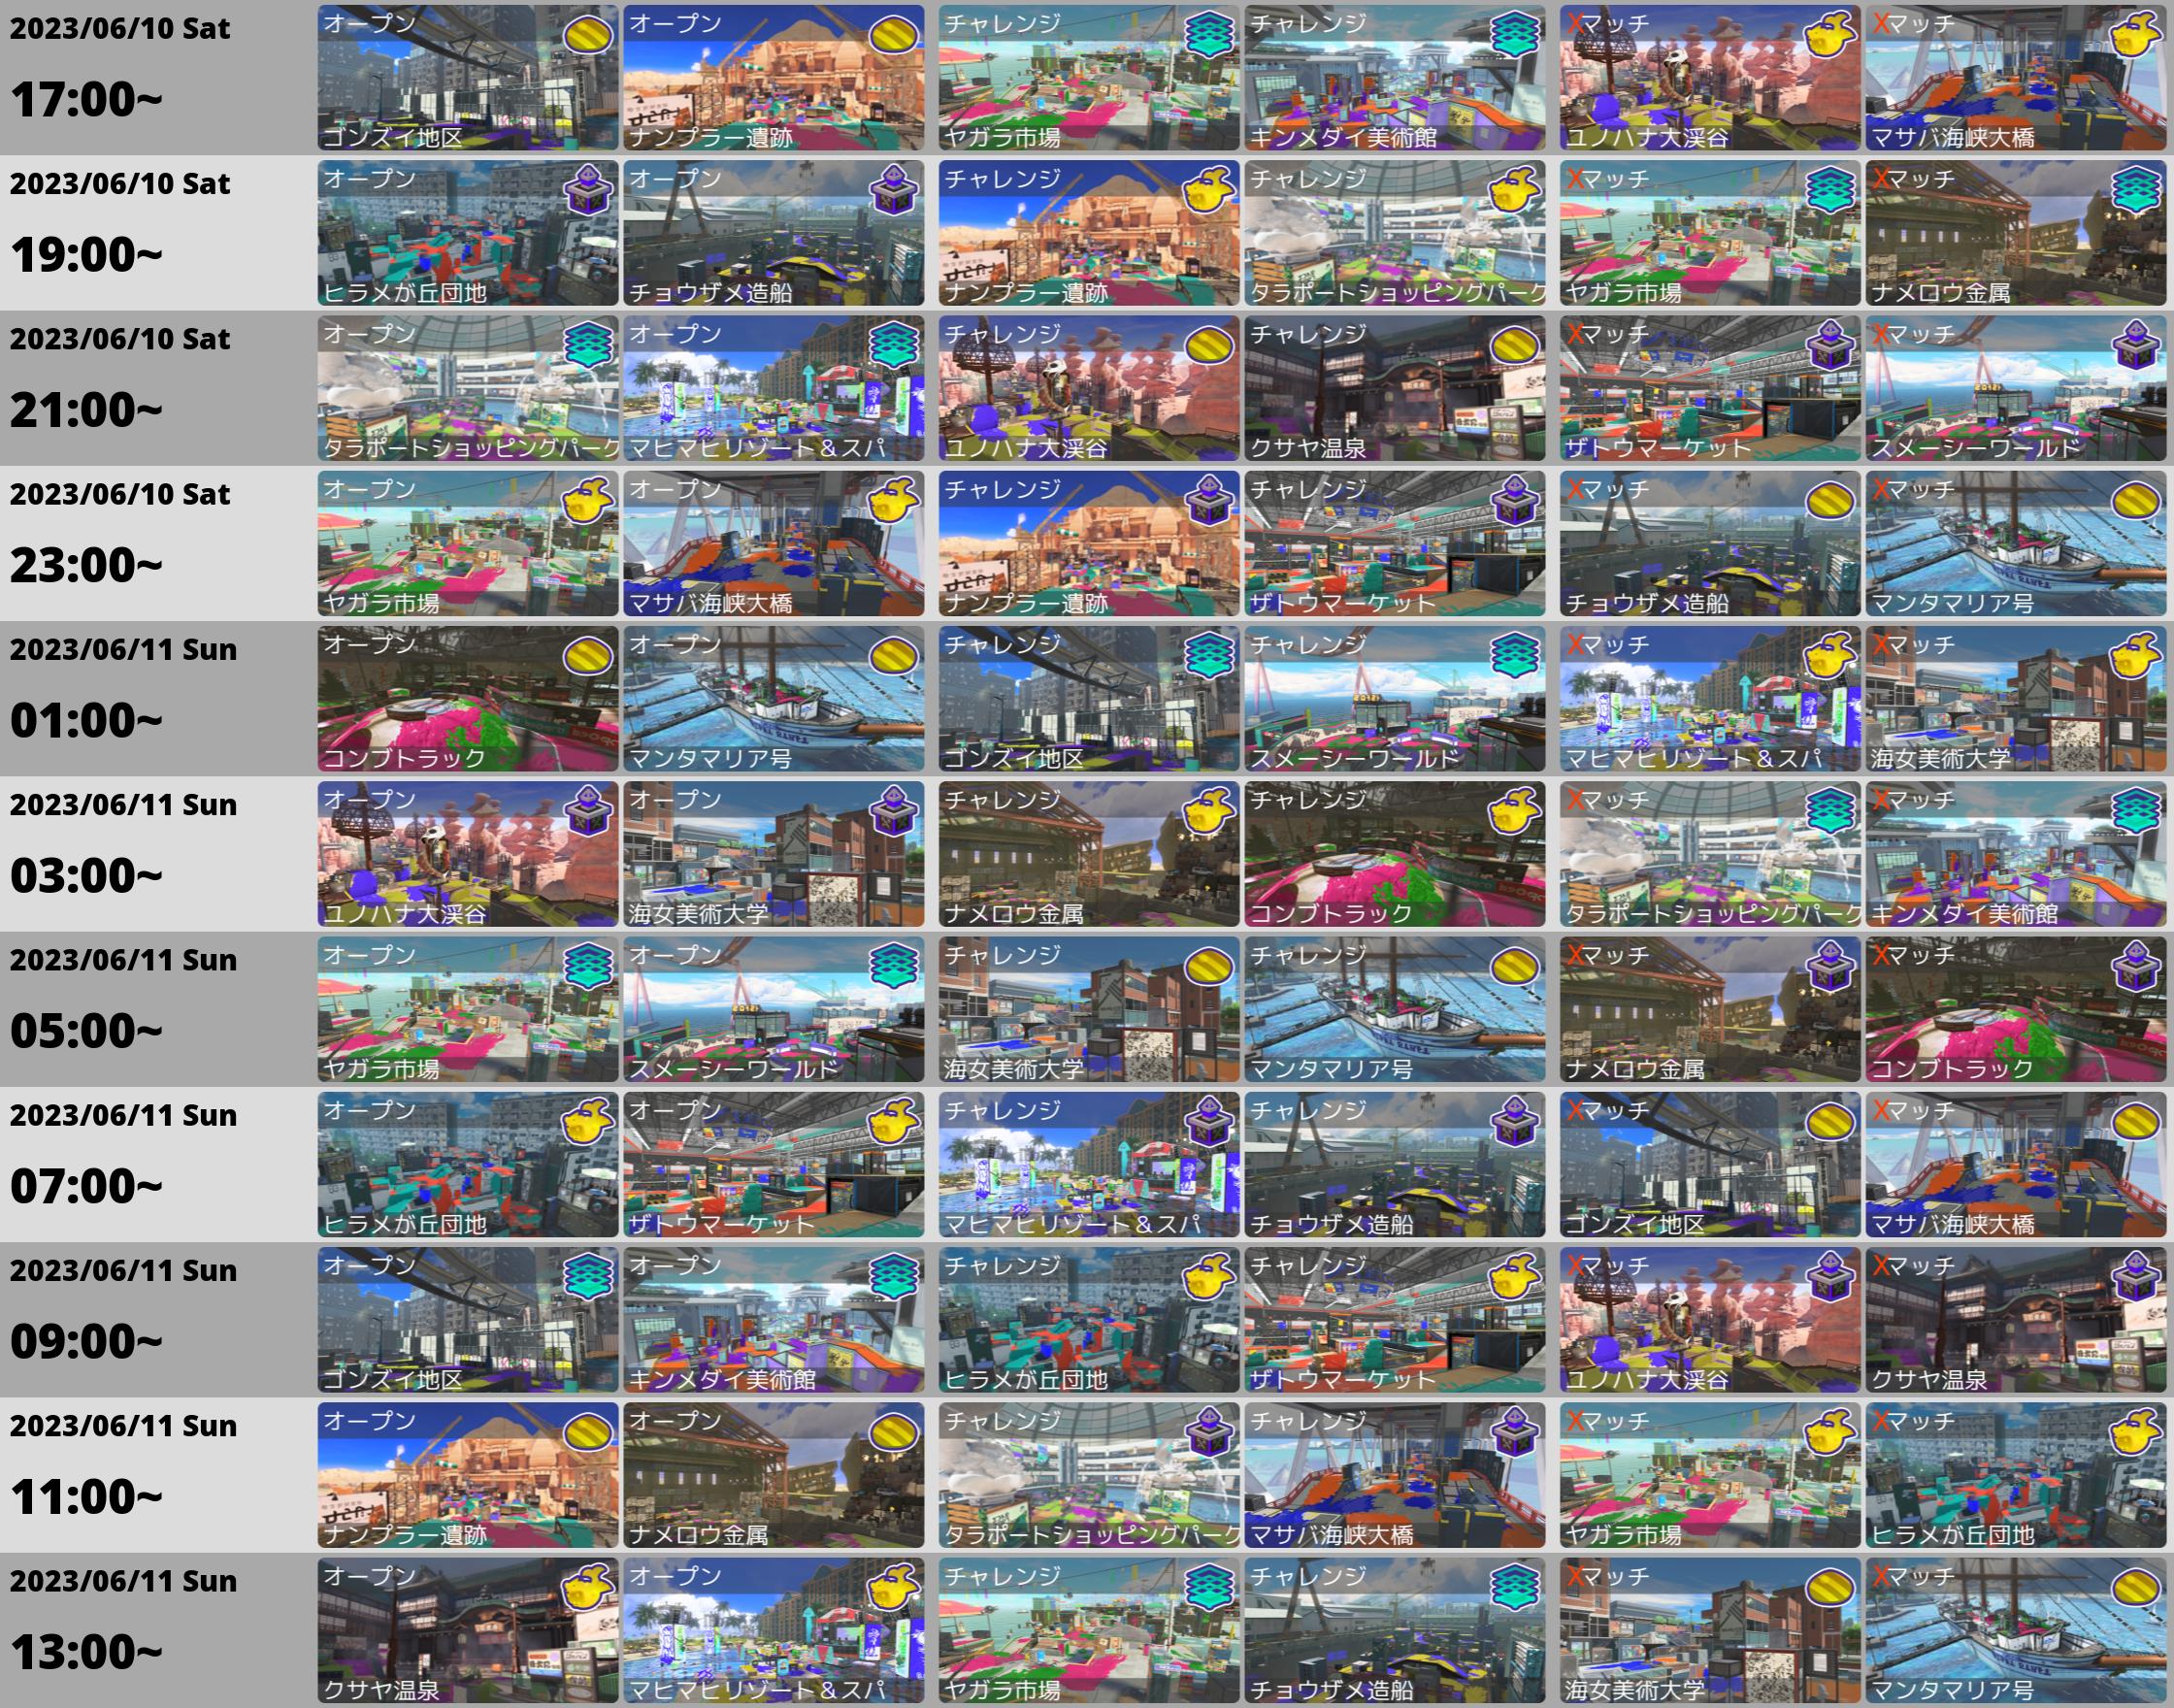 2023/06/10 Sat
17:00~
オープン オープン チャレンジ チャレンジ Xマッチ Xマッチ
ゴンズイ地区 ナンプラー遺跡 ヤガラ市場 キンメダイ美術館 ユノハナ大渓谷 マサバ海峡大橋
2023/06/10 Sat
19:00~
オープン オープン チャレンジ チャレンジ Xマッチ Xマッチ
ヒラメが丘団地 チョウザメ造船 ナンプラー遺跡 タラポートショッピングパーク ヤガラ市場 ナメロウ金属
2023/06/10 Sat
21:00~
オープン オープン チャレンジ チャレンジ Xマッチ Xマッチ
タラポートショッピングパーク マヒマヒリゾート&スパ ユノハナ大渓谷 クサヤ温泉 ザトウマーケット スメーシーワールド
2023/06/10 Sat
23:00~
オープン オープン チャレンジ チャレンジ Xマッチ Xマッチ
ヤガラ市場 マサバ海峡大橋 ナンプラー遺跡 ザトウマーケット チョウザメ造船 マンタマリア号
2023/06/11 Sun
01:00~
オープン オープン チャレンジ チャレンジ Xマッチ Xマッチ
コンブトラック マンタマリア号 ゴンズイ地区 スメーシーワールド マヒマヒリゾート&スパ 海女美術大学
2023/06/11 Sun
03:00~
オープン オープン チャレンジ チャレンジ Xマッチ Xマッチ
ユノハナ大渓谷 海女美術大学 ナメロウ金属 コンブトラック タラポートショッピングパーク キンメダイ美術館
2023/06/11 Sun
05:00~
オープン オープン チャレンジ チャレンジ Xマッチ Xマッチ
ヤガラ市場 スメーシーワールド 海女美術大学 マンタマリア号 ナメロウ金属 コンブトラック
2023/06/11 Sun
07:00~
オープン オープン チャレンジ チャレンジ Xマッチ Xマッチ
ヒラメが丘団地 ザトウマーケット マヒマヒリゾート&スパ チョウザメ造船 ゴンズイ地区 マサバ海峡大橋
2023/06/11 Sun
09:00~
オープン オープン チャレンジ チャレンジ Xマッチ Xマッチ
ゴンズイ地区 キンメダイ美術館 ヒラメが丘団地 ザトウマーケット ユノハナ大渓谷 クサヤ温泉
2023/06/11 Sun
11:00~
オープン オープン チャレンジ チャレンジ Xマッチ Xマッチ
ナンプラー遺跡 ナメロウ金属 タラポートショッピングパーク マサバ海峡大橋 ヤガラ市場 ヒラメが丘団地
2023/06/11 Sun
13:00~
オープン オープン チャレンジ チャレンジ Xマッチ Xマッチ
クサヤ温泉 マヒマヒリゾート&スパ ヤガラ市場 チョウザメ造船 海女美術大学 マンタマリア号